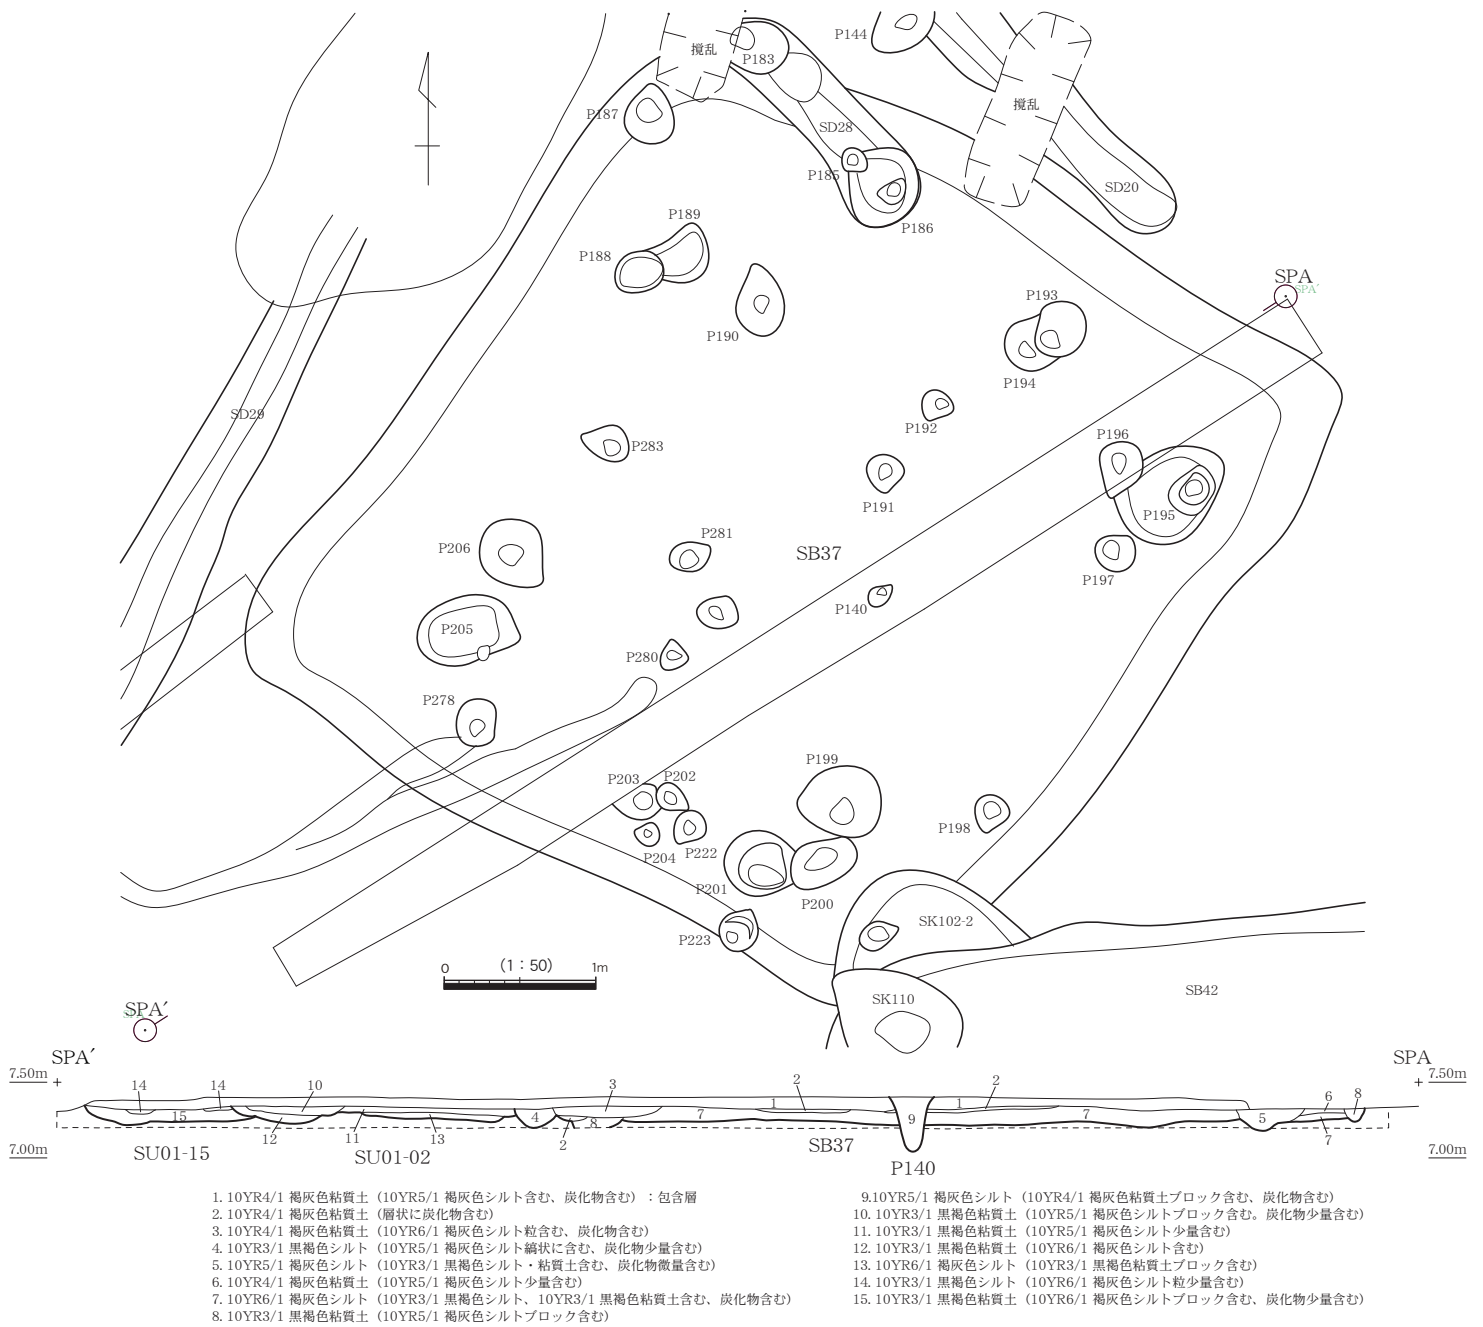 撹乱
P183
P144
撹乱
P187
SD28
P185
SD20
P186
P189
P188
SPA
SPA´
P193
P190
P194
SD29
P192
P196
P283
P191
P195
P281
P206
SB37
P197
P140
P205
P280
P278
P199
P203 P202
P198
P204 P222
P201
P200
SK102-2
P223
0 (1：50) 1m
SK110
SB42
SPA´
SPA´ SPA
7.50m 7.50m
14 14 10 3 2 2 6 8
15 4 7 1 9 1 7 5
12 11 13 2 8 7
7.00m 7.00m
SU01-15 SU01-02 SB37 P140
1. 10YR4/1 褐灰色粘質土（10YR5/1 褐灰色シルト含む、炭化物含む）：包含層
2. 10YR4/1 褐灰色粘質土（層状に炭化物含む）
3. 10YR4/1 褐灰色粘質土（10YR6/1 褐灰色シルト粒含む、炭化物含む）
4. 10YR3/1 黒褐色シルト（10YR5/1 褐灰色シルト縞状に含む、炭化物少量含む）
5. 10YR5/1 褐灰色シルト（10YR3/1 黒褐色シルト・粘質土含む、炭化物微量含む）
6. 10YR4/1 褐灰色粘質土（10YR5/1 褐灰色シルト少量含む）
7. 10YR6/1 褐灰色シルト（10YR3/1 黒褐色シルト、10YR3/1 黒褐色粘質土含む、炭化物含む）
8. 10YR3/1 黒褐色粘質土（10YR5/1 褐灰色シルトブロック含む）
9.10YR5/1 褐灰色シルト（10YR4/1 褐灰色粘質土ブロック含む、炭化物含む）
10. 10YR3/1 黒褐色粘質土（10YR5/1 褐灰色シルトブロック含む。炭化物少量含む）
11. 10YR3/1 黒褐色粘質土（10YR5/1 褐灰色シルト少量含む）
12. 10YR3/1 黒褐色粘質土（10YR6/1 褐灰色シルト含む）
13. 10YR6/1 褐灰色シルト（10YR3/1 黒褐色粘質土ブロック含む）
14. 10YR3/1 黒褐色シルト（10YR6/1 褐灰色シルト粒少量含む）
15. 10YR3/1 黒褐色粘質土（10YR6/1 褐灰色シルトブロック含む、炭化物少量含む）